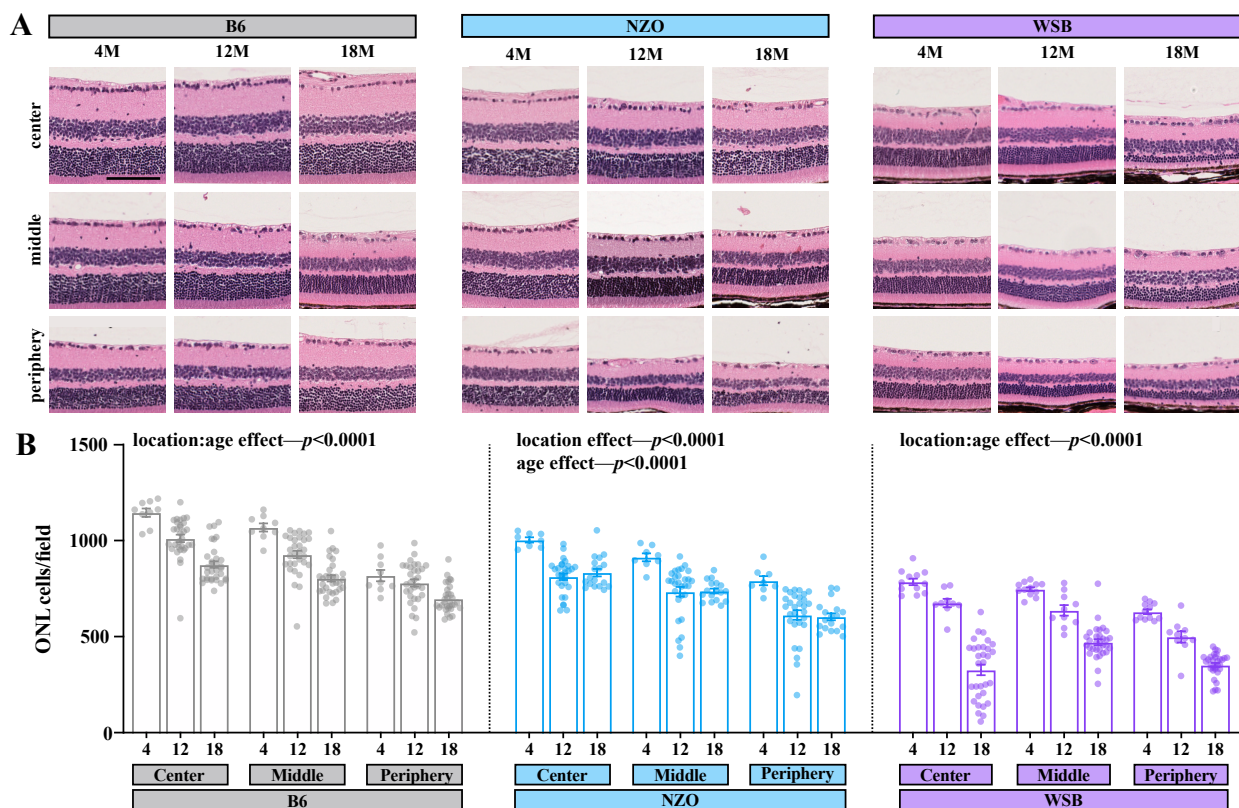 A
B6
NZO
WSB
4M 12M 18M
4M 12M 18M
4M 12M 18M
center
middle
periphery
B
location:age effect—p<0.0001
location effect—p<0.0001
age effect—p<0.0001
location:age effect—p<0.0001
ONL cells/field
1500
1000
500
0
4 12 18 4 12 18 4 12 18
4 12 18 4 12 18 4 12 18
4 12 18 4 12 18 4 12 18
Center Middle Periphery
Center Middle Periphery
Center Middle Periphery
B6
NZO
WSB